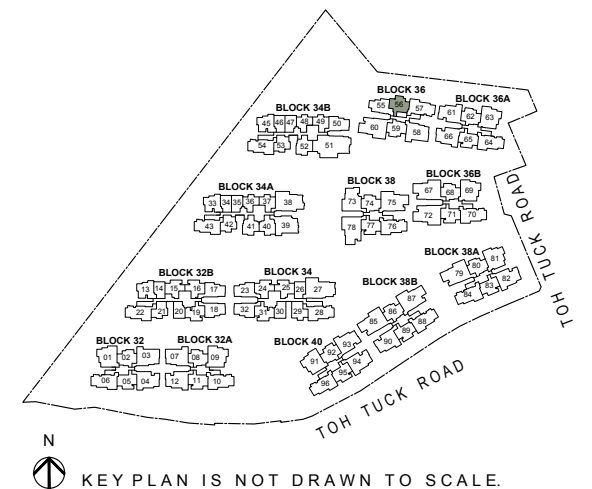 BLOCK 36
55 56 57
BLOCK 36A
61 62 63
60 59 58
66 65 64
BLOCK 34B
45 46 47 48 49 50
54 53 52 51
BLOCK 36B
67 68 69
72 71 70
BLOCK 38
73 74 75
78 77 76
BLOCK 34A
33 34 35 36 37 38
43 42 41 40 39
TOH TUCK ROAD
BLOCK 38A
79 80 81
84 83 82
BLOCK 32B
13 14 15 16 17
22 21 20 19 18
BLOCK 34
23 24 25 26 27
32 31 30 29 28
BLOCK 38B
85 86 87
90 89 88
BLOCK 32
01 02 03
06 05 04
BLOCK 32A
07 08 09
12 11 10
BLOCK 40
91 92 93
96 95 94
TOH TUCK ROAD
N
KEY PLAN IS NOT DRAWN TO SCALE.